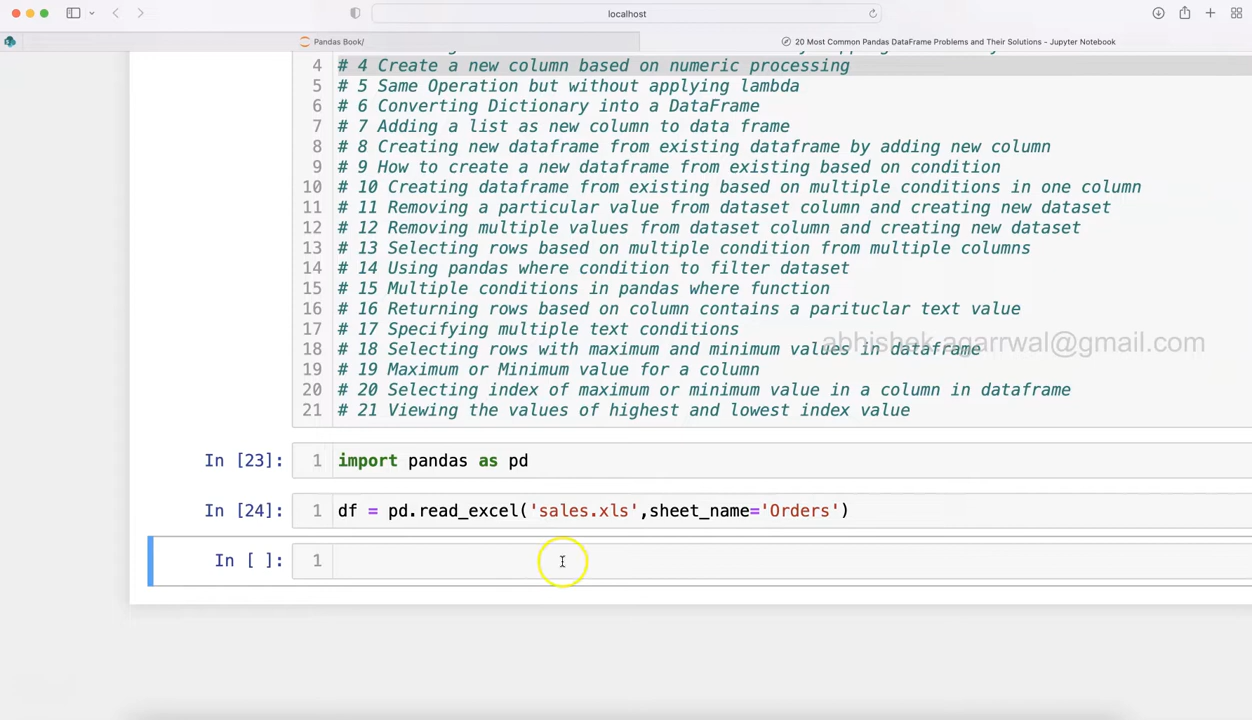 localhost
Pandas Book/
20 Most Common Pandas DataFrame Problems and Their Solutions - Jupyter Notebook
4 # 4 Create a new column based on numeric processing
5 # 5 Same Operation but without applying lambda
6 # 6 Converting Dictionary into a DataFrame
7 # 7 Adding a list as new column to data frame
8 # 8 Creating new dataframe from existing dataframe by adding new column
9 # 9 How to create a new dataframe from existing based on condition
10 # 10 Creating dataframe from existing based on multiple conditions in one column
11 # 11 Removing a particular value from dataset column and creating new dataset
12 # 12 Removing multiple values from dataset column and creating new dataset
13 # 13 Selecting rows based on multiple condition from multiple columns
14 # 14 Using pandas where condition to filter dataset
15 # 15 Multiple conditions in pandas where function
16 # 16 Returning rows based on column contains a parituclar text value
17 # 17 Specifying multiple text conditions
abhishek.agarrwal@gmail.com
18 # 18 Selecting rows with maximum and minimum values in dataframe
19 # 19 Maximum or Minimum value for a column
20 # 20 Selecting index of maximum or minimum value in a column in dataframe
21 # 21 Viewing the values of highest and lowest index value
In [23]: 1 import pandas as pd
In [24]: 1 df = pd.read_excel('sales.xls',sheet_name='Orders')
In [ ]: 1